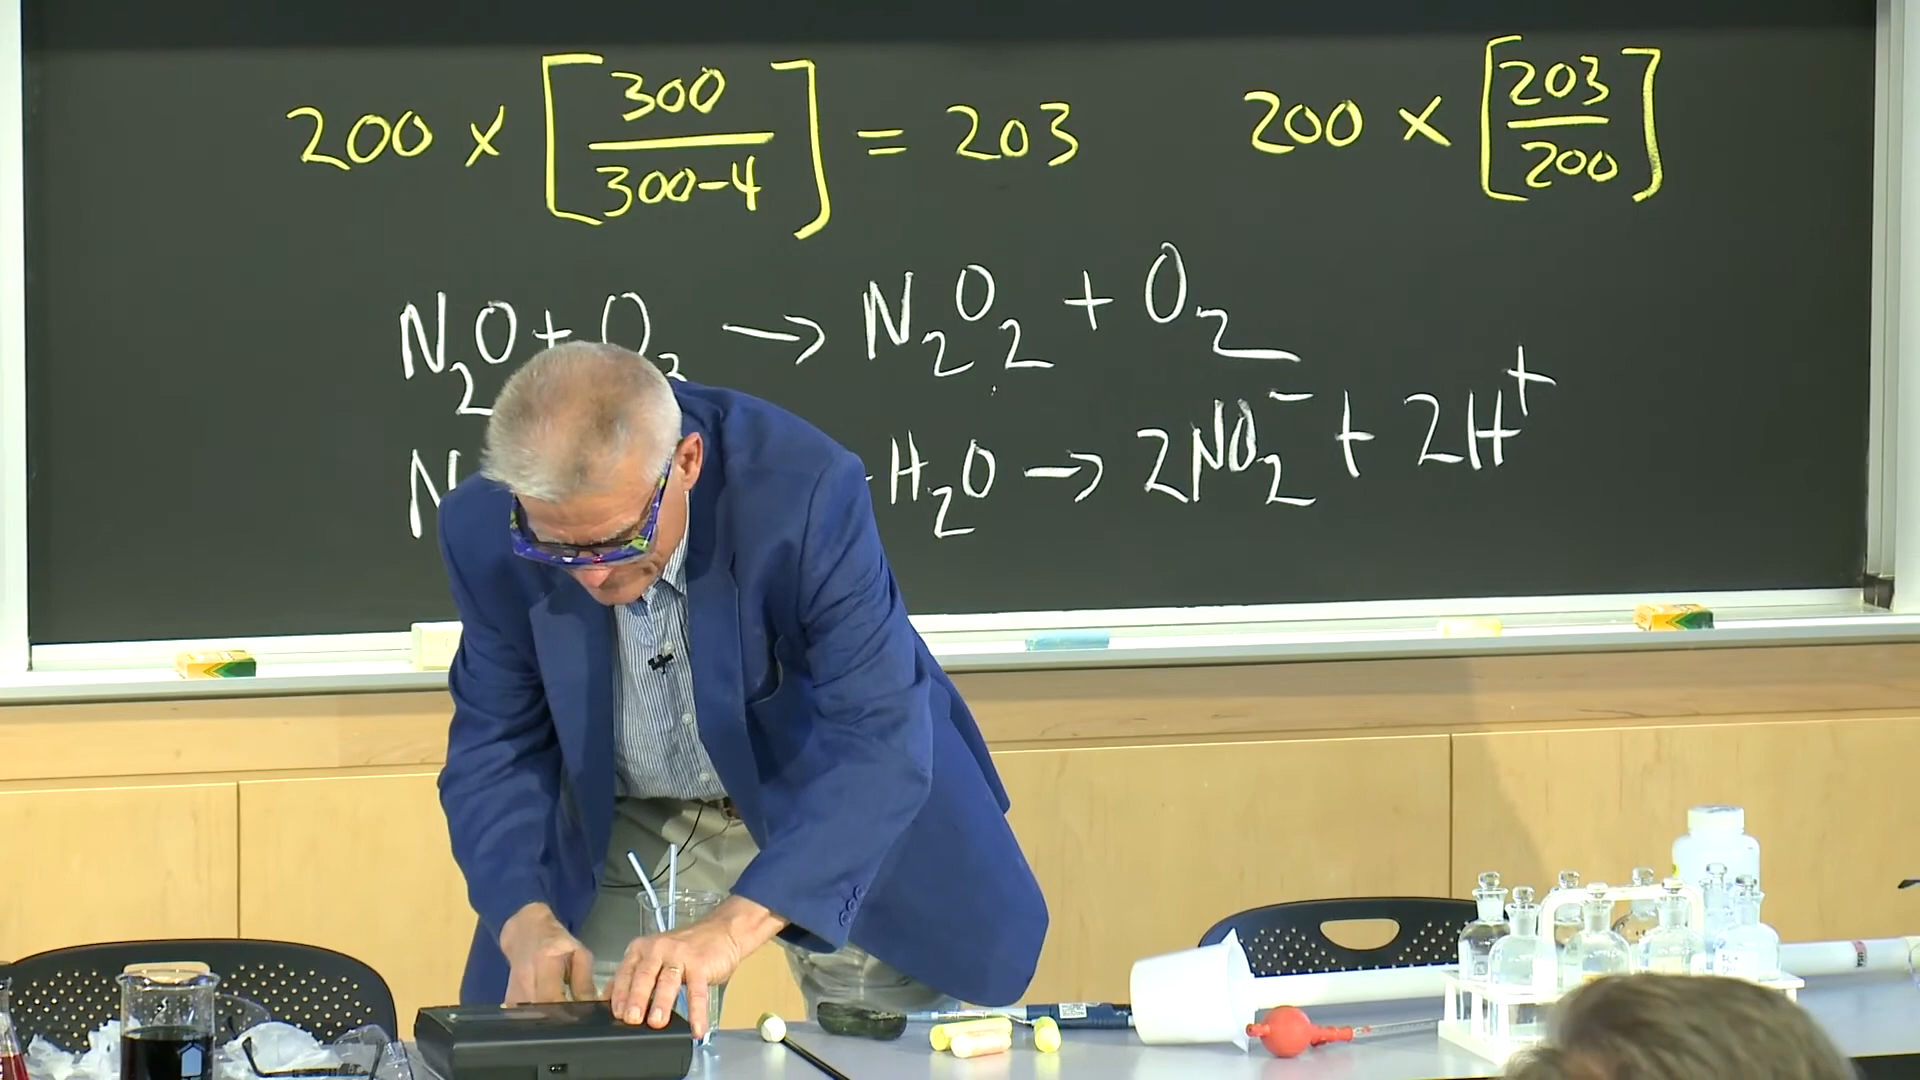 200 × [300 / 300-4] = 203
200 × [203 / 200]
N₂O + O₃ → N₂O₂ + O₂
N H₂O → 2NO₂⁻ + 2H⁺